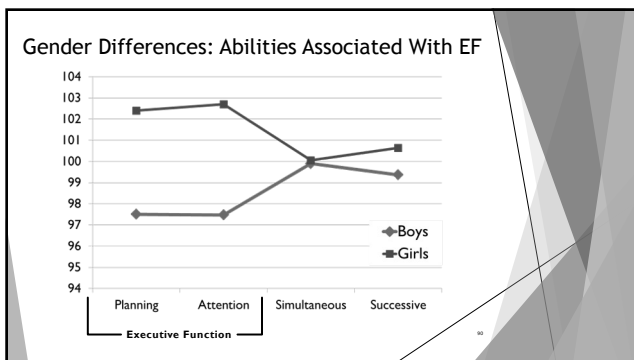 Gender Differences: Abilities Associated With EF
104
103
102
101
100
99
98
97
96
95
94
Boys
Girls
Planning Attention Simultaneous Successive
Executive Function
90